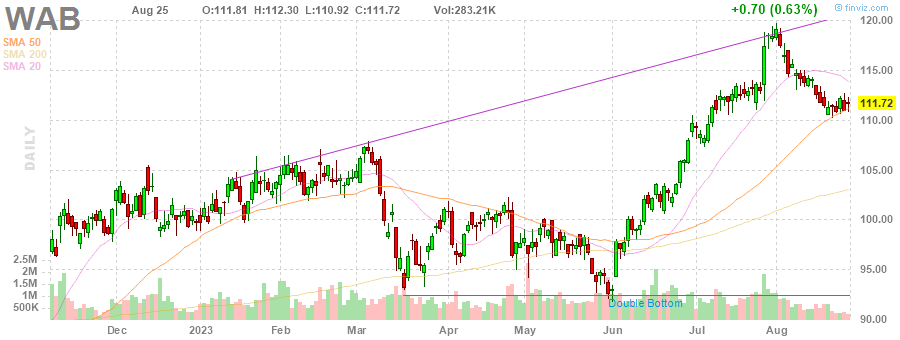 WAB
Aug 25 O:111.81 H:112.30 L:110.92 C:111.72 Vol:283.21K +0.70 (0.63%)
finviz.com
SMA 50
SMA 200
SMA 20
DAILY
120.00
115.00
111.72
110.00
105.00
100.00
95.00
90.00
2.5M
2M
1.5M
1M
500K
Double Bottom
Dec 2023 Feb Mar Apr May Jun Jul Aug